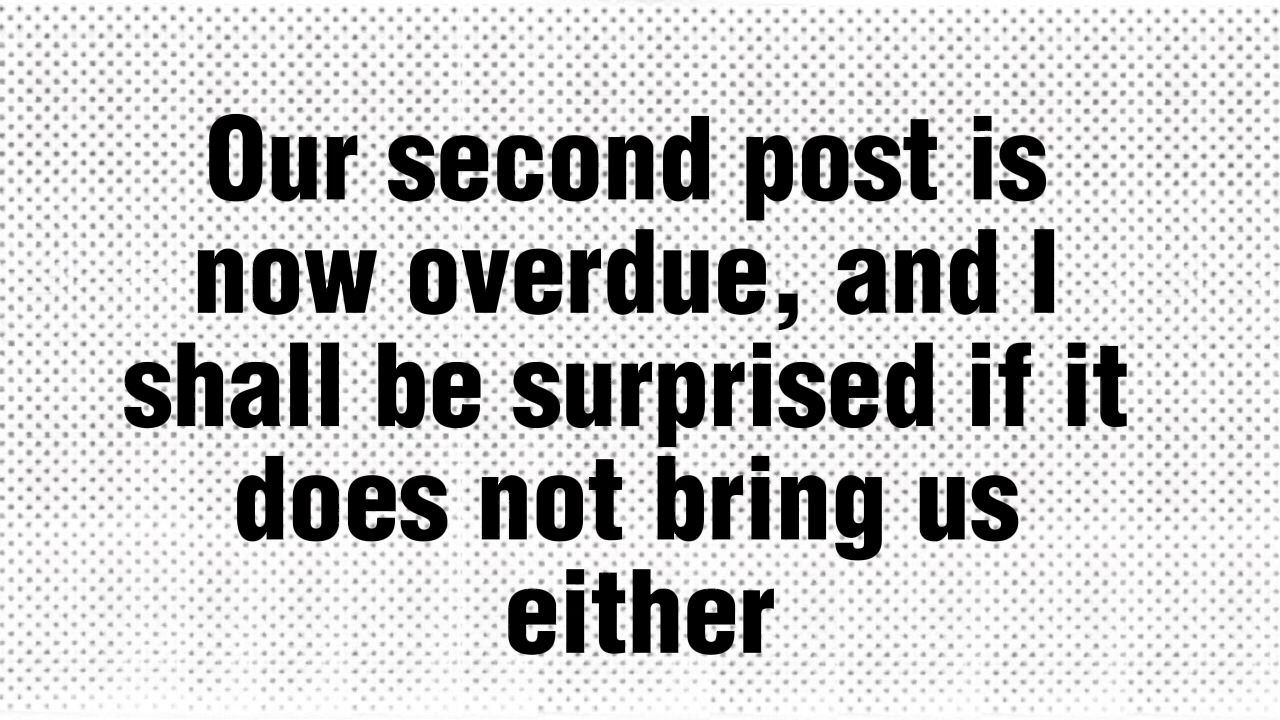 Our second post is
now overdue, and I
shall be surprised if it
does not bring us
either